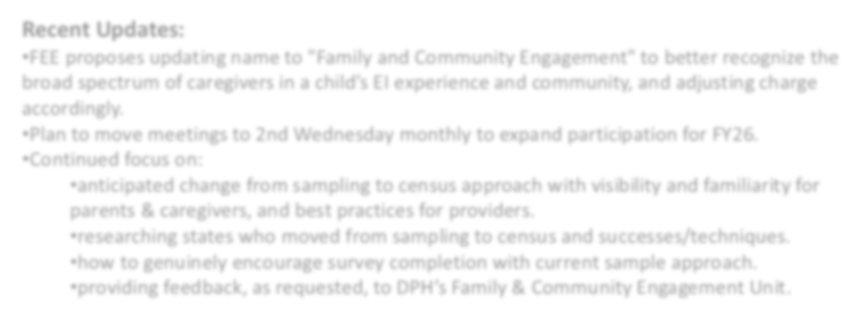 Recent Updates:
•FEE proposes updating name to "Family and Community Engagement" to better recognize the
broad spectrum of caregivers in a child's EI experience and community, and adjusting charge
accordingly.
•Plan to move meetings to 2nd Wednesday monthly to expand participation for FY26.
•Continued focus on:
•anticipated change from sampling to census approach with visibility and familiarity for
parents & caregivers, and best practices for providers.
•researching states who moved from sampling to census and successes/techniques.
•how to genuinely encourage survey completion with current sample approach.
•providing feedback, as requested, to DPH's Family & Community Engagement Unit.